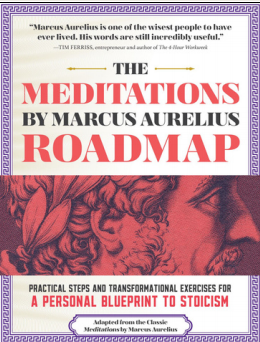 “Marcus Aurelius is one of the wisest people to have
ever lived. His words are still incredibly useful.”
—TIM FERRISS, entrepreneur and author of The 4-Hour Workweek
THE
MEDITATIONS
BY MARCUS AURELIUS
ROADMAP
PRACTICAL STEPS AND TRANSFORMATIONAL EXERCISES FOR
A PERSONAL BLUEPRINT TO STOICISM
Adapted from the Classic
Meditations by Marcus Aurelius